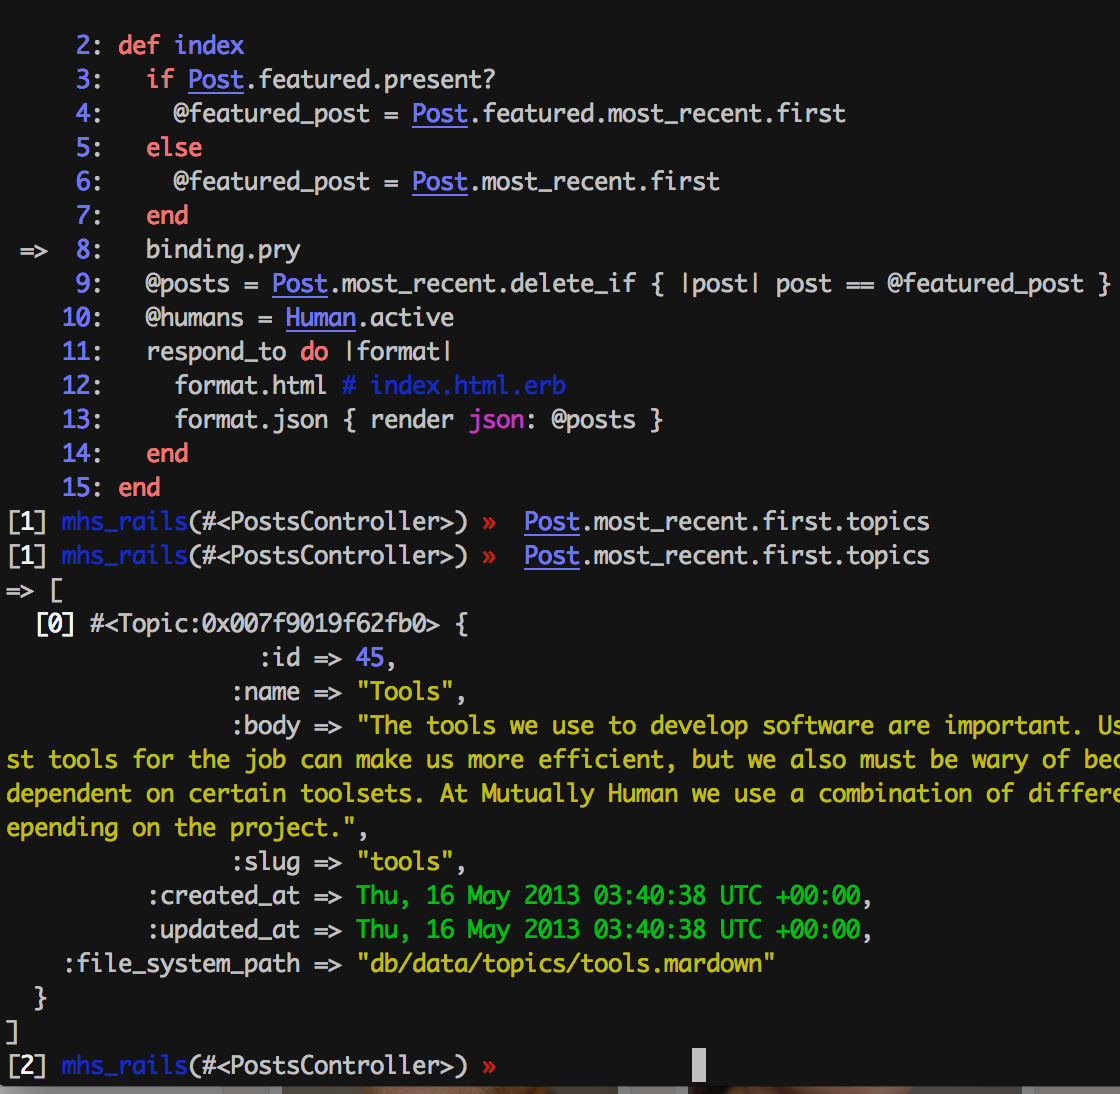 2: def index
3: if Post.featured.present?
4: @featured_post = Post.featured.most_recent.first
5: else
6: @featured_post = Post.most_recent.first
7: end
=> 8: binding.pry
9: @posts = Post.most_recent.delete_if { |post| post == @featured_post }
10: @humans = Human.active
11: respond_to do |format|
12: format.html # index.html.erb
13: format.json { render json: @posts }
14: end
15: end
[1] mhs_rails(#<PostsController>) » Post.most_recent.first.topics
[1] mhs_rails(#<PostsController>) » Post.most_recent.first.topics
=> [
[0] #<Topic:0x007f9019f62fb0> {
:id => 45,
:name => "Tools",
:body => "The tools we use to develop software are important. Us
st tools for the job can make us more efficient, but we also must be wary of bec
dependent on certain toolsets. At Mutually Human we use a combination of differe
epending on the project.",
:slug => "tools",
:created_at => Thu, 16 May 2013 03:40:38 UTC +00:00,
:updated_at => Thu, 16 May 2013 03:40:38 UTC +00:00,
:file_system_path => "db/data/topics/tools.mardown"
}
]
[2] mhs_rails(#<PostsController>) »